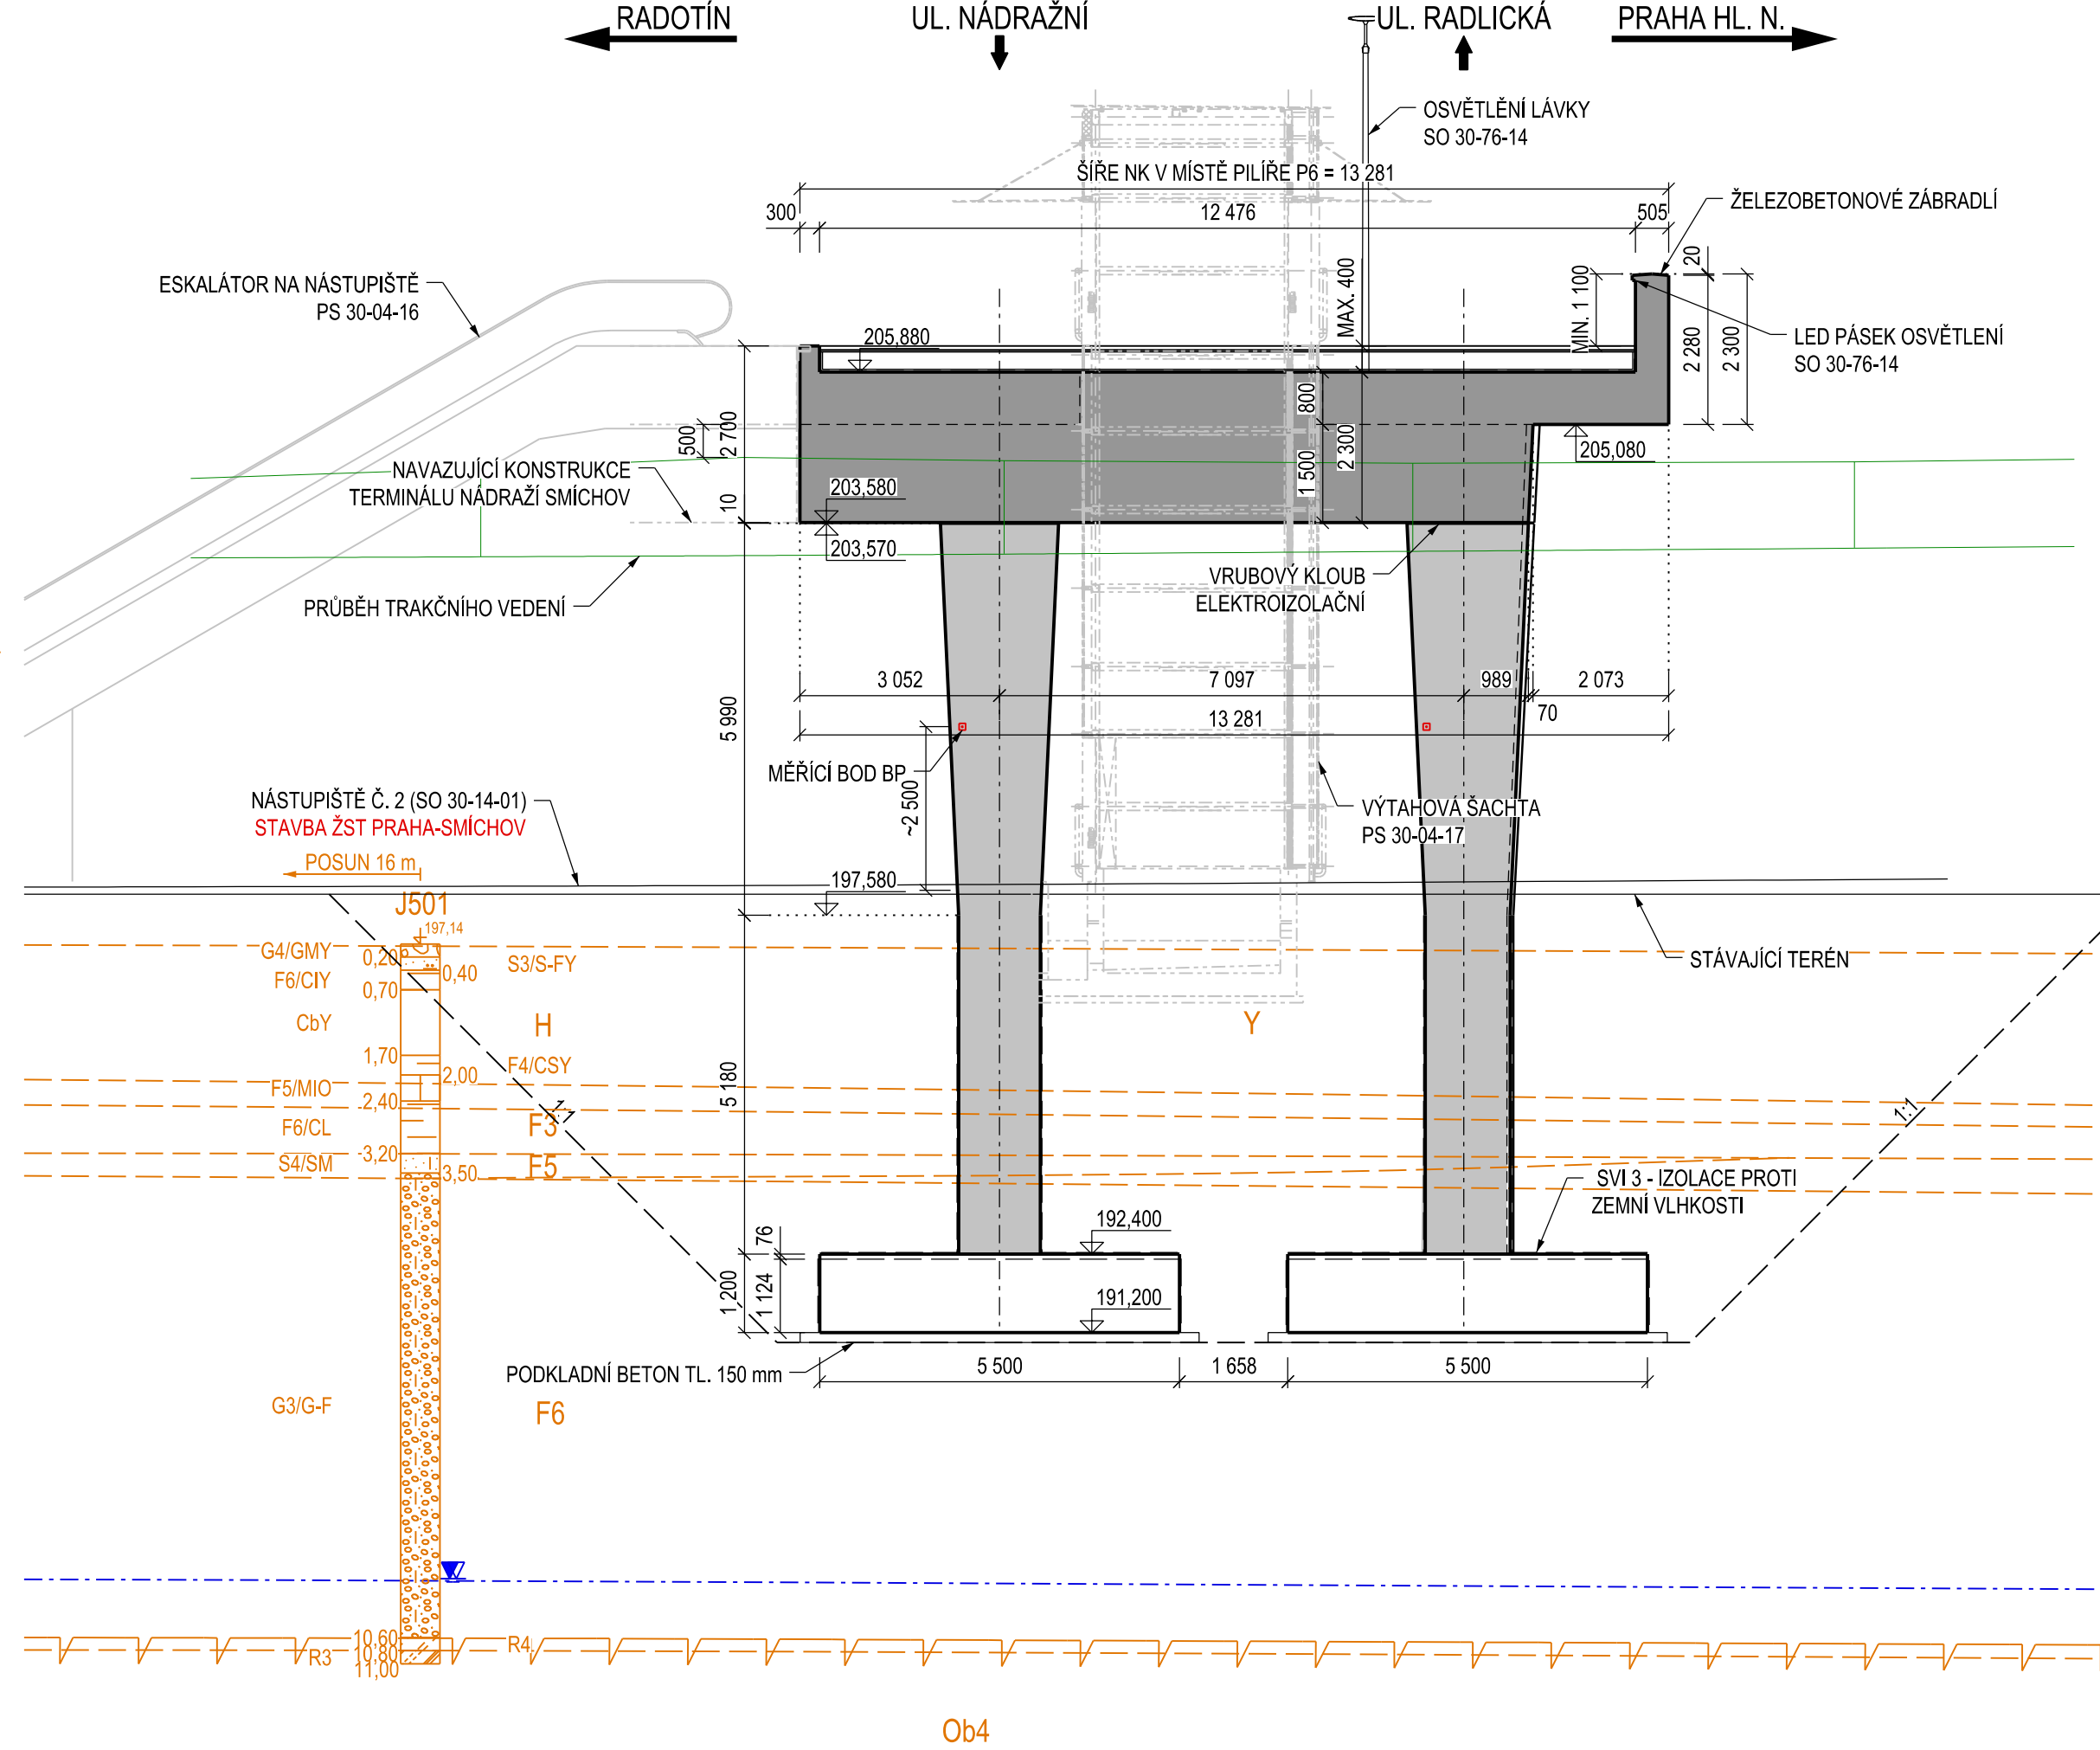 RADOTÍN
UL. NÁDRAŽNÍ
UL. RADLICKÁ
PRAHA HL. N.
OSVĚTLENÍ LÁVKY
SO 30-76-14
ŠÍŘE NK V MÍSTĚ PILÍŘE P6 = 13 281
300
12 476
505
ŽELEZOBETONOVÉ ZÁBRADLÍ
ESKALÁTOR NA NÁSTUPIŠTĚ
PS 30-04-16
20
MAX. 400
MIN. 1 100
2 280
2 300
LED PÁSEK OSVĚTLENÍ
SO 30-76-14
205,880
800
500
2 700
2 300
205,080
NAVAZUJÍCÍ KONSTRUKCE
TERMINÁLU NÁDRAŽÍ SMÍCHOV
203,580
1 500
10
203,570
VRUBOVÝ KLOUB
ELEKTROIZOLAČNÍ
PRŮBĚH TRAKČNÍHO VEDENÍ
3 052
7 097
989
2 073
70
13 281
5 990
MĚŘÍCÍ BOD BP
~2 500
NÁSTUPIŠTĚ Č. 2 (SO 30-14-01)
STAVBA ŽST PRAHA-SMÍCHOV
VÝTAHOVÁ ŠACHTA
PS 30-04-17
POSUN 16 m
197,580
J501
197,14
G4/GMY
0,20
S3/S-FY
STÁVAJÍCÍ TERÉN
F6/CIY
0,40
0,70
CbY
H
Y
1,70
F4/CSY
2,00
F5/MIO
2,40
5 180
1:1
1:1
F6/CL
F3
3,20
S4/SM
F5
3,50
SVI 3 - IZOLACE PROTI
ZEMNÍ VLHKOSTI
192,400
76
1 200
1 124
191,200
PODKLADNÍ BETON TL. 150 mm
5 500
1 658
5 500
G3/G-F
F6
10,60
R4
R3
10,80
11,00
Ob4